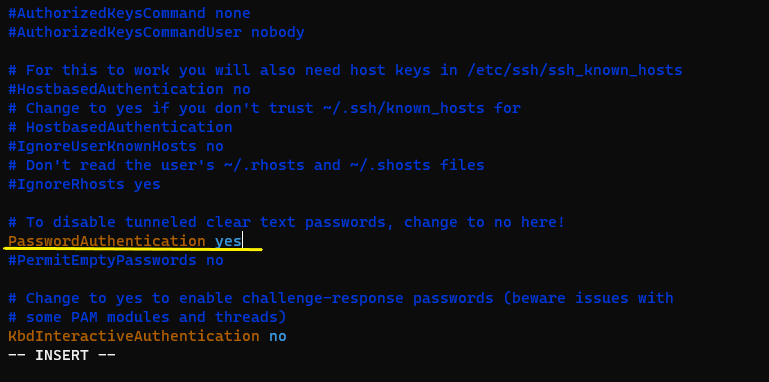 #AuthorizedKeysCommand none
#AuthorizedKeysCommandUser nobody
# For this to work you will also need host keys in /etc/ssh/ssh_known_hosts
#HostbasedAuthentication no
# Change to yes if you don't trust ~/.ssh/known_hosts for
# HostbasedAuthentication
#IgnoreUserKnownHosts no
# Don't read the user's ~/.rhosts and ~/.shosts files
#IgnoreRhosts yes
# To disable tunneled clear text passwords, change to no here!
PasswordAuthentication yes
#PermitEmptyPasswords no
# Change to yes to enable challenge-response passwords (beware issues with
# some PAM modules and threads)
KbdInteractiveAuthentication no
-- INSERT --